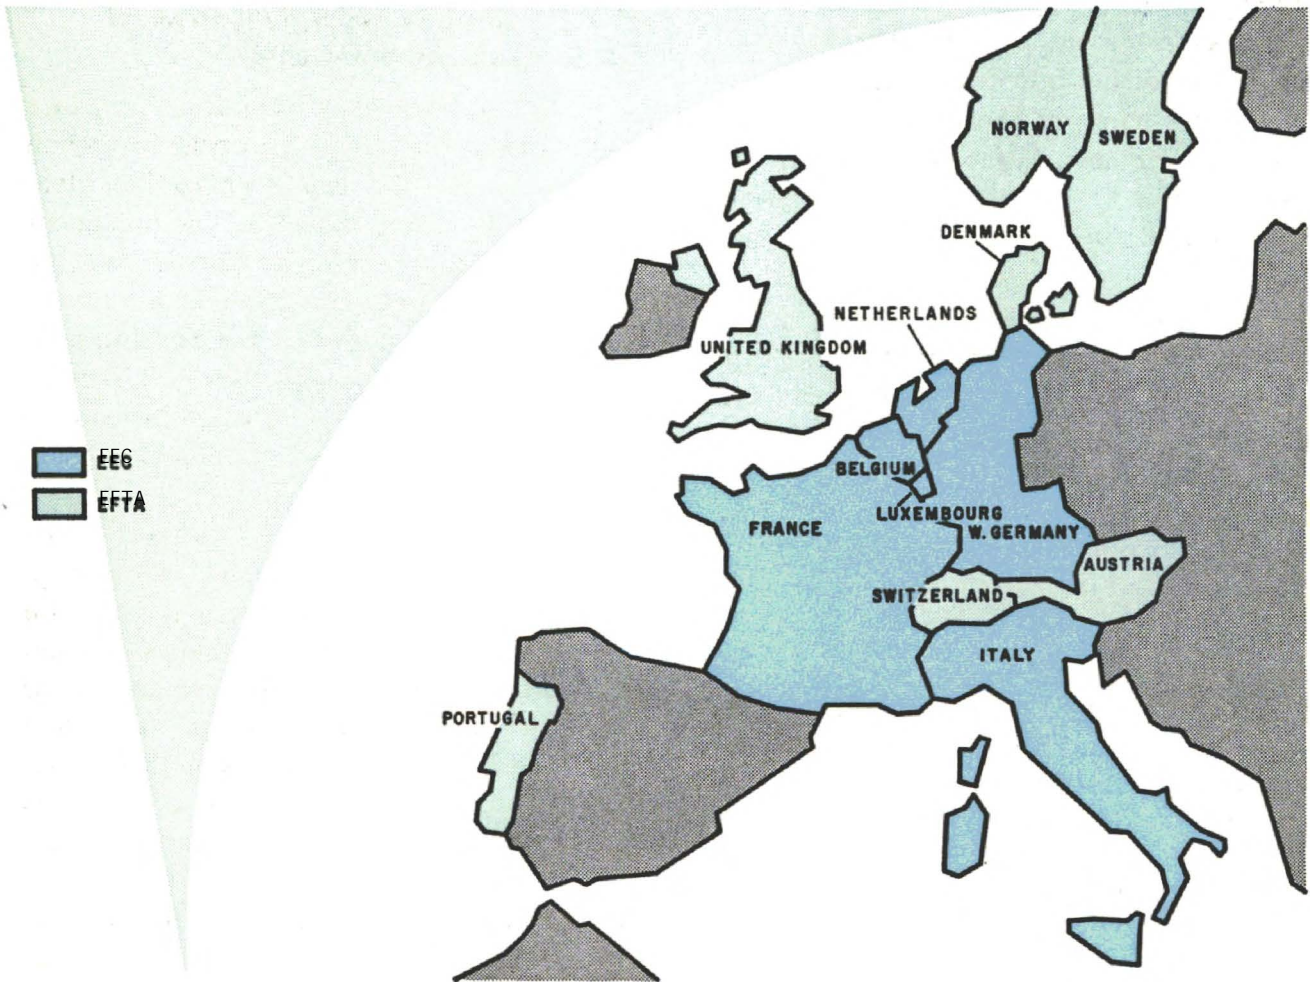 NORWAY
SWEDEN
DENMARK
NETHERLANDS
UNITED KINGDOM
EEC
EFTA
BELGIUM
LUXEMBOURG
FRANCE
W. GERMANY
AUSTRIA
SWITZERLAND
ITALY
PORTUGAL